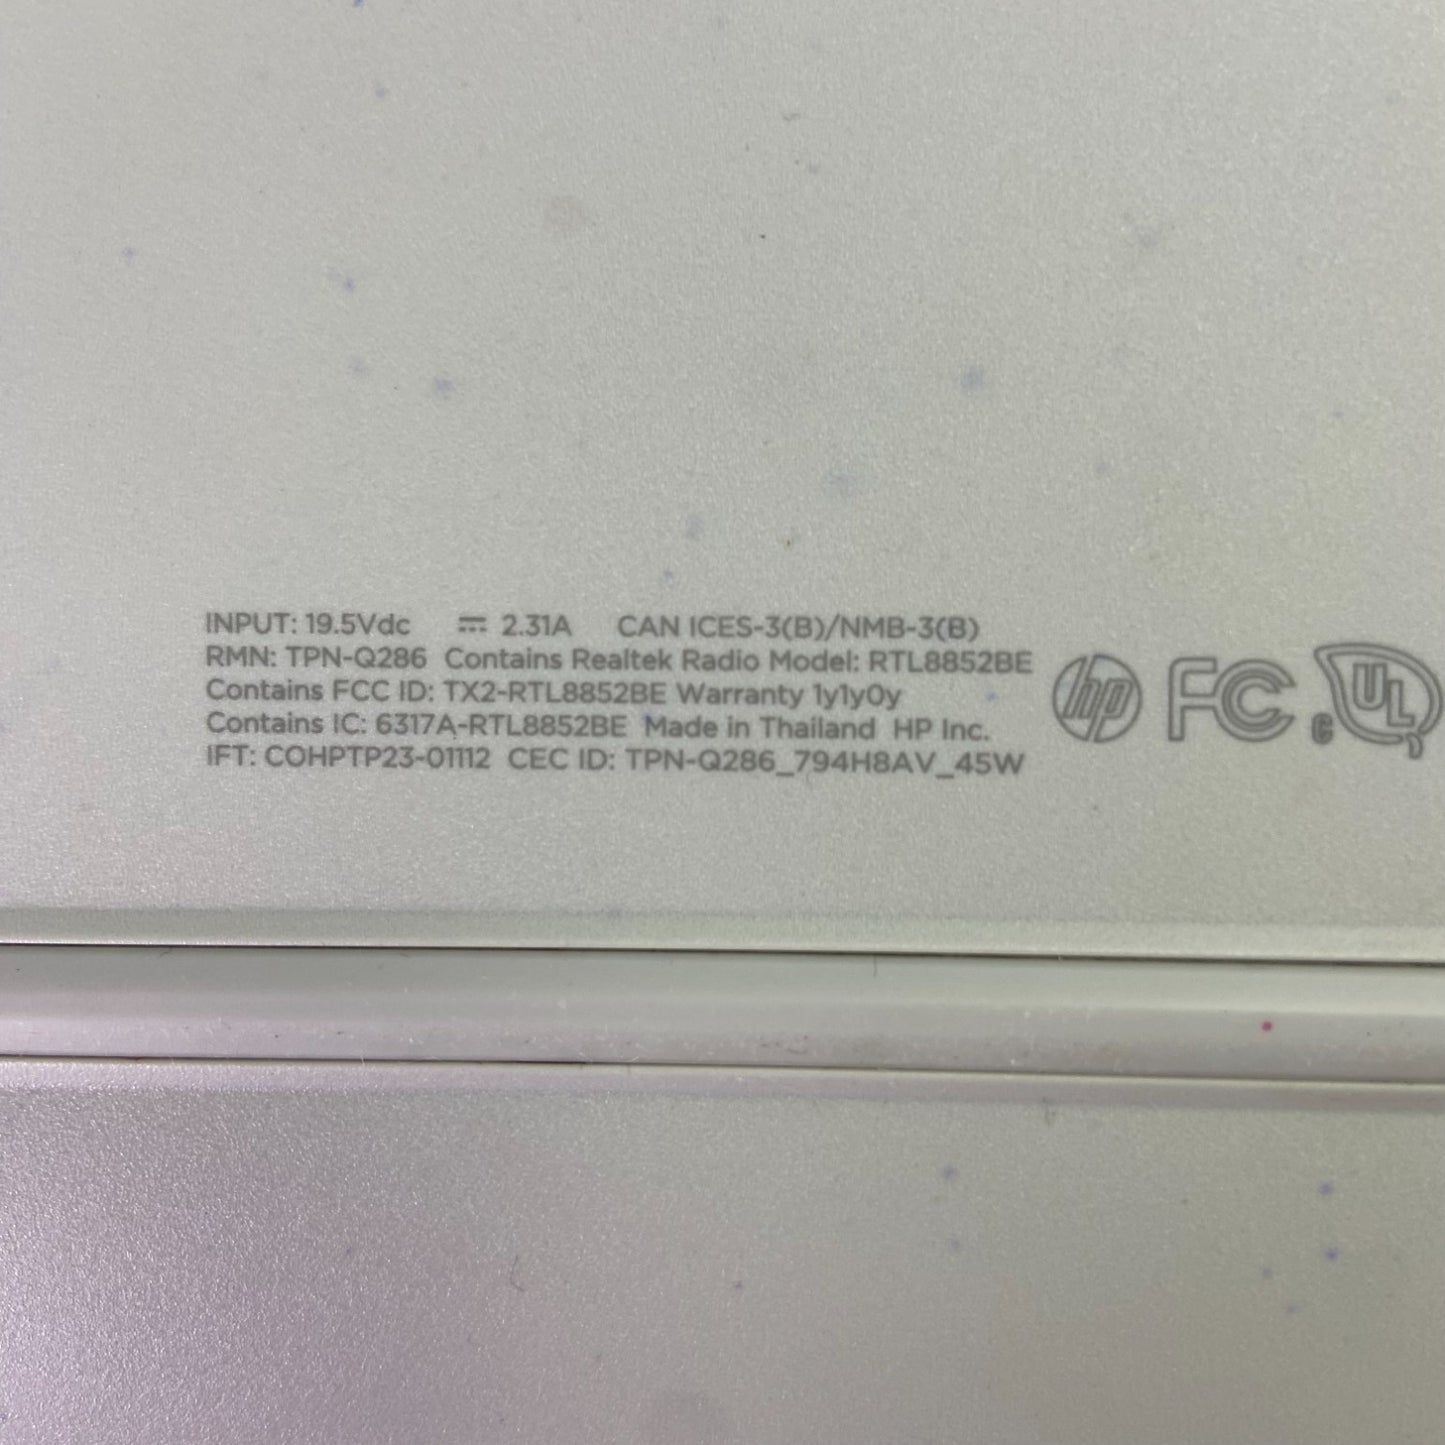 INPUT: 19.5Vdc ⎓ 2.31A CAN ICES-3(B)/NMB-3(B)
RMN: TPN-Q286 Contains Realtek Radio Model: RTL8852BE
Contains FCC ID: TX2-RTL8852BE Warranty 1y1y0y
Contains IC: 6317A-RTL8852BE Made in Thailand HP Inc.
IFT: COHPTP23-01112 CEC ID: TPN-Q286_794H8AV_45W
hp FC c UL